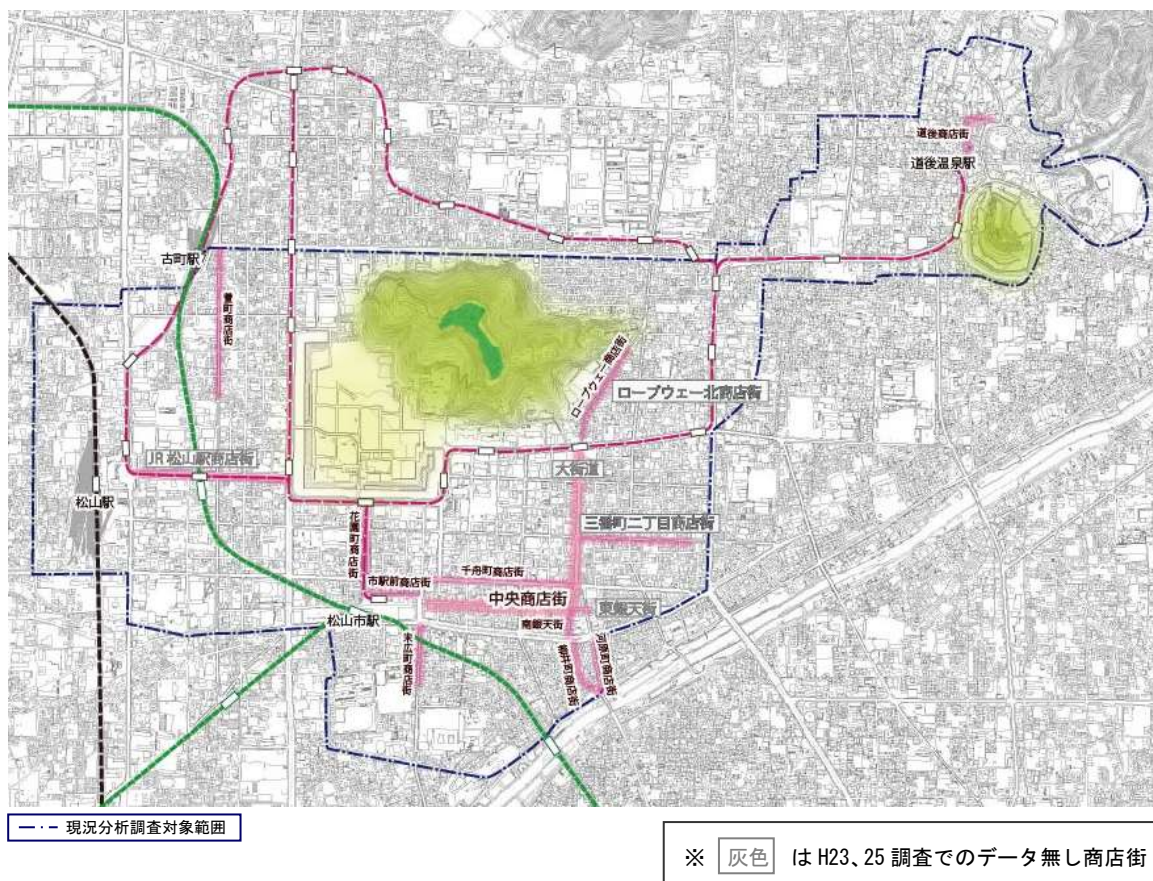 道後商店街
道後温泉駅
古町駅
萱町商店街
ロープウェー商店街
ロープウェー北商店街
JR松山駅商店街
大街道
松山駅
三番町二丁目商店街
花園町商店街
千舟町商店街
市駅前商店街
中央商店街
東銀天街
松山市駅
南銀天街
末広町商店街
柳井町商店街
河原町商店街
現況分析調査対象範囲
※ 灰色 はH23、25調査でのデータ無し商店街